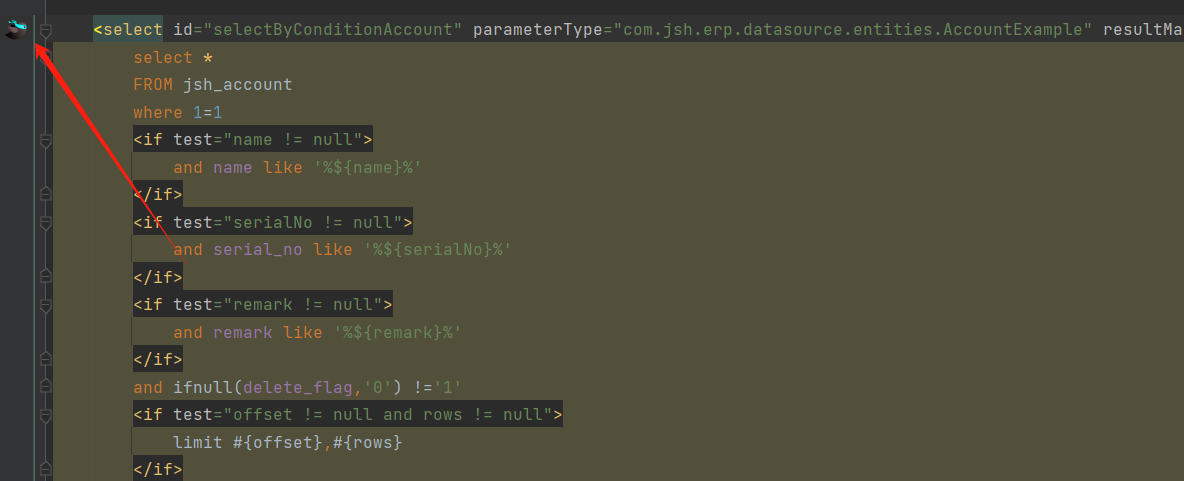 <select id="selectByConditionAccount" parameterType="com.jsh.erp.datasource.entities.AccountExample" resultMa
select *
FROM jsh_account
where 1=1
<if test="name != null">
and name like '%${name}%'
</if>
<if test="serialNo != null">
and serial_no like '%${serialNo}%'
</if>
<if test="remark != null">
and remark like '%${remark}%'
</if>
and ifnull(delete_flag,'0') !='1'
<if test="offset != null and rows != null">
limit #{offset},#{rows}
</if>